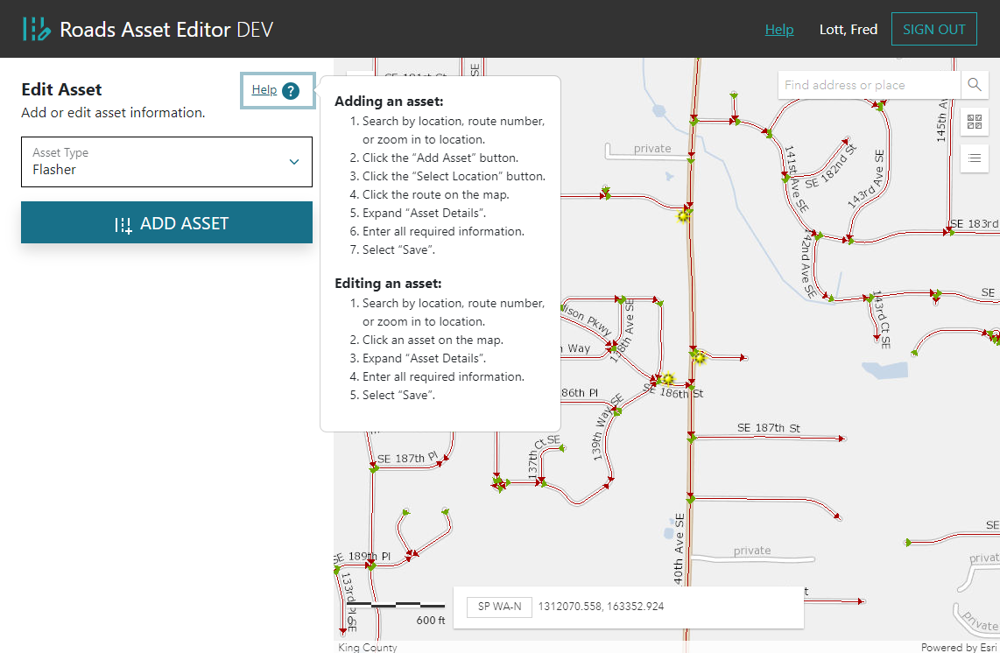 Roads Asset Editor DEV
Help
Lott, Fred
SIGN OUT
Edit Asset
Add or edit asset information.
Help ?
Asset Type
Flasher
ADD ASSET
Adding an asset:
1. Search by location, route number,
or zoom in to location.
2. Click the “Add Asset” button.
3. Click the “Select Location” button.
4. Click the route on the map.
5. Expand “Asset Details”.
6. Enter all required information.
7. Select “Save”.
Editing an asset:
1. Search by location, route number,
or zoom in to location.
2. Click an asset on the map.
3. Expand “Asset Details”.
4. Enter all required information.
5. Select “Save”.
Find address or place
SE
private
145th Av
141st Ave SE
SE 182nd St
143rd Ave SE
SE 183rd
142nd Ave SE
SE
143rd Ct SE
Pkwy
138th Ave SE
Way
SE 186th St
86th Pl
139th Way SE
SE 187th St
137th Ct SE
SE 187th Pl
SE
40th Ave SE
private
SE 189th Pl
133rd Pl SE
privat
private
0
600 ft
SP WA-N
1312070.558, 163352.924
t
King County
Powered by Esri